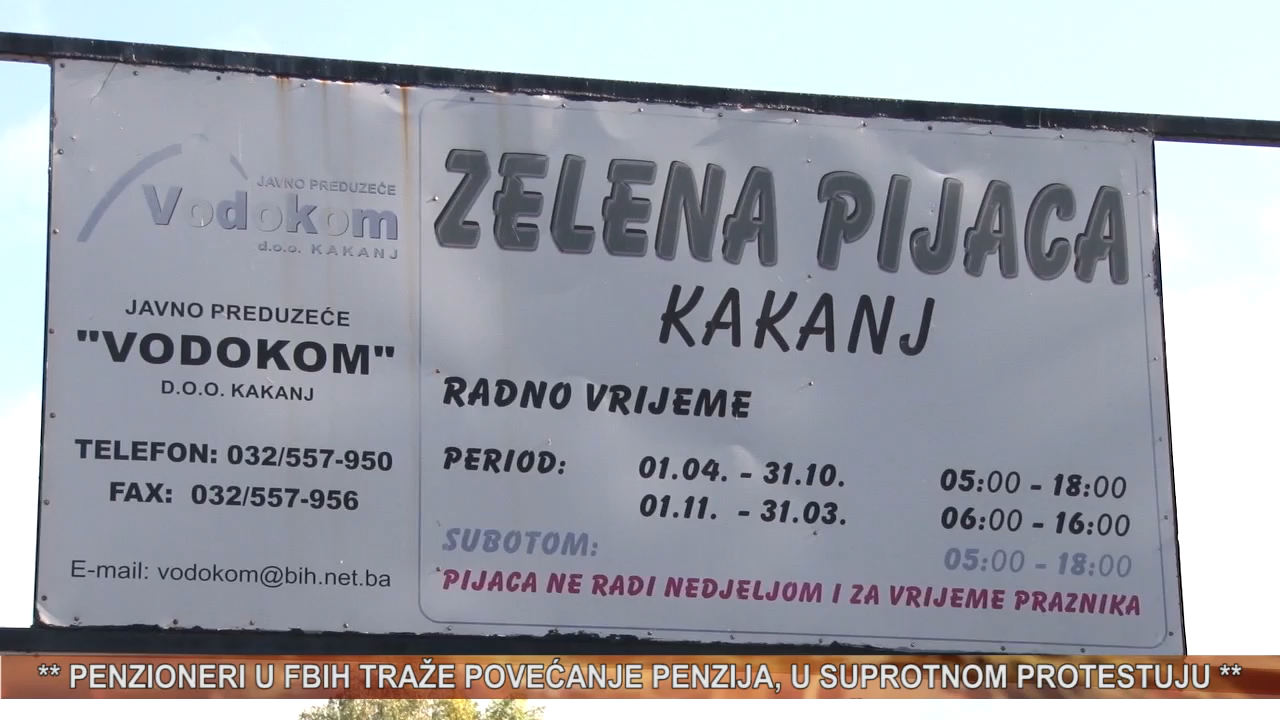 JAVNO PREDUZEĆE
Vodokom
d.o.o. KAKANJ
JAVNO PREDUZEĆE
"VODOKOM"
D.O.O. KAKANJ
TELEFON: 032/557-950
FAX: 032/557-956
E-mail: vodokom@bih.net.ba
ZELENA PIJACA
KAKANJ
RADNO VRIJEME
PERIOD: 01.04. - 31.10. 05:00 - 18:00
01.11. - 31.03. 06:00 - 16:00
SUBOTOM: 05:00 - 18:00
PIJACA NE RADI NEDJELJOM I ZA VRIJEME PRAZNIKA
** PENZIONERI U FBIH TRAŽE POVEĆANJE PENZIJA, U SUPROTNOM PROTESTUJU **